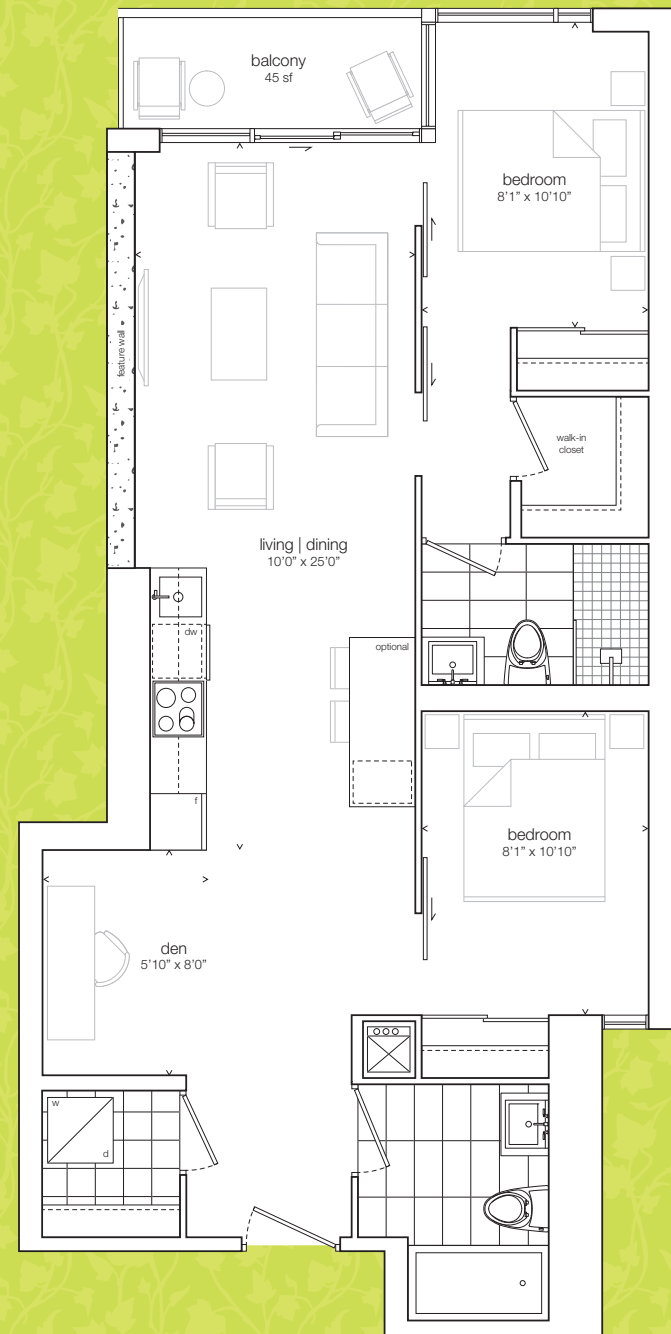 balcony
45 sf
bedroom
8'1" x 10'10"
feature wall
walk-in
closet
living | dining
10'0" x 25'0"
dw
optional
f
bedroom
8'1" x 10'10"
den
5'10" x 8'0"
w
d